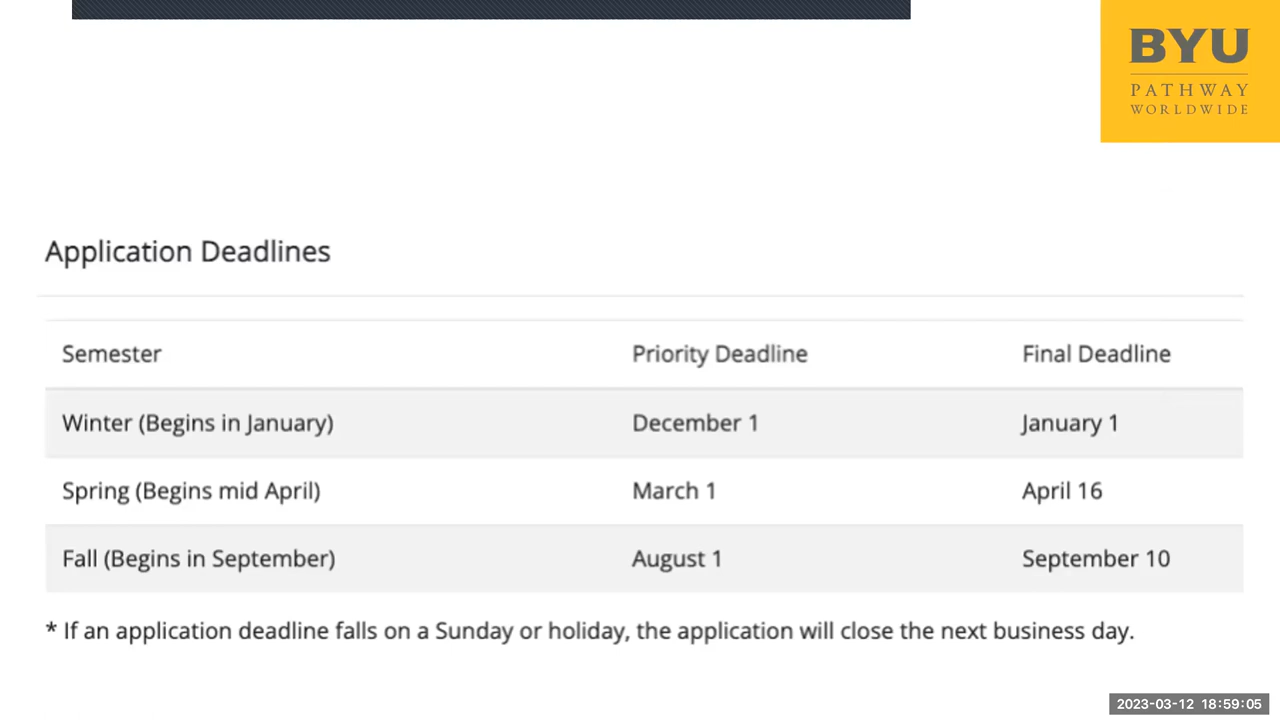 BYU
PATHWAY
WORLDWIDE
Application Deadlines
Semester Priority Deadline Final Deadline
Winter (Begins in January) December 1 January 1
Spring (Begins mid April) March 1 April 16
Fall (Begins in September) August 1 September 10
* If an application deadline falls on a Sunday or holiday, the application will close the next business day.
2023-03-12 18:59:05